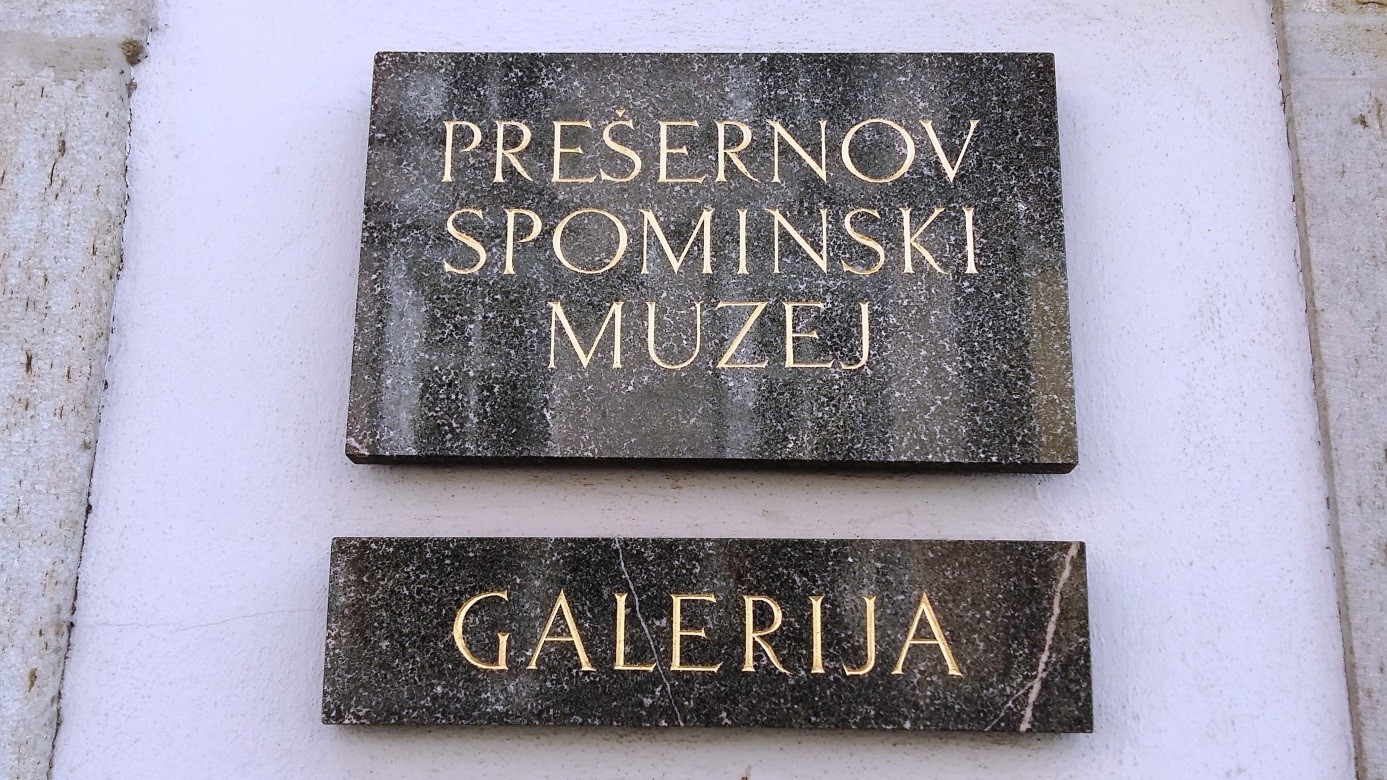 PREŠERNOV
SPOMINSKI
MUZEJ
GALERIJA